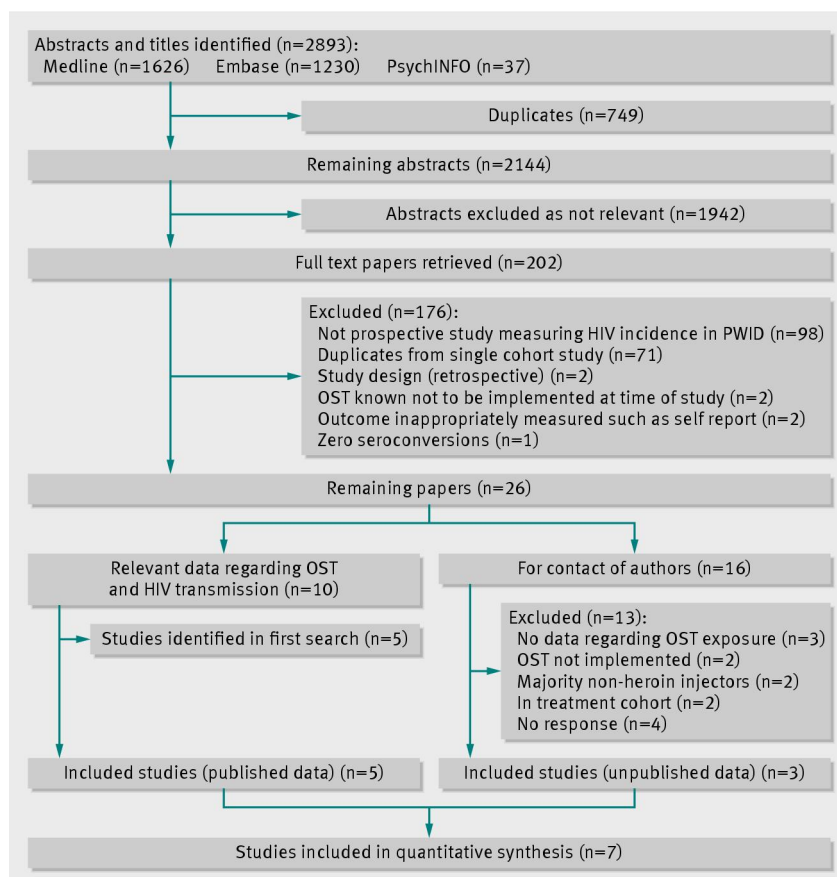 Abstracts and titles identified (n=2893):
Medline (n=1626) Embase (n=1230) PsychINFO (n=37)
Duplicates (n=749)
Remaining abstracts (n=2144)
Abstracts excluded as not relevant (n=1942)
Full text papers retrieved (n=202)
Excluded (n=176):
Not prospective study measuring HIV incidence in PWID (n=98)
Duplicates from single cohort study (n=71)
Study design (retrospective) (n=2)
OST known not to be implemented at time of study (n=2)
Outcome inappropriately measured such as self report (n=2)
Zero seroconversions (n=1)
Remaining papers (n=26)
Relevant data regarding OST
and HIV transmission (n=10)
Studies identified in first search (n=5)
Included studies (published data) (n=5)
For contact of authors (n=16)
Excluded (n=13):
No data regarding OST exposure (n=3)
OST not implemented (n=2)
Majority non-heroin injectors (n=2)
In treatment cohort (n=2)
No response (n=4)
Included studies (unpublished data) (n=3)
Studies included in quantitative synthesis (n=7)